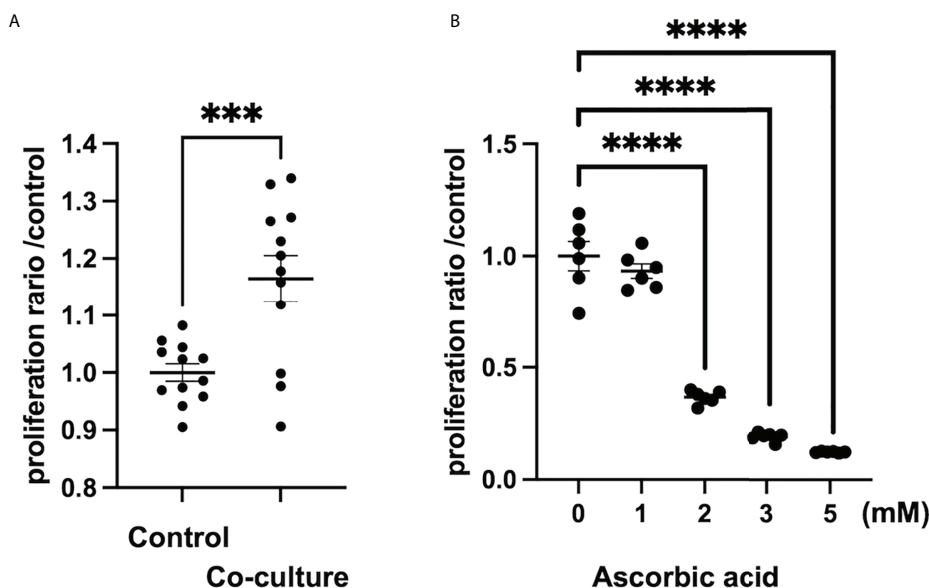 A
***
proliferation rario /control
1.4
1.3
1.2
1.1
1.0
0.9
0.8
Control
Co-culture
B
****
****
****
proliferation ratio /control
1.5
1.0
0.5
0.0
0 1 2 3 5 (mM)
Ascorbic acid